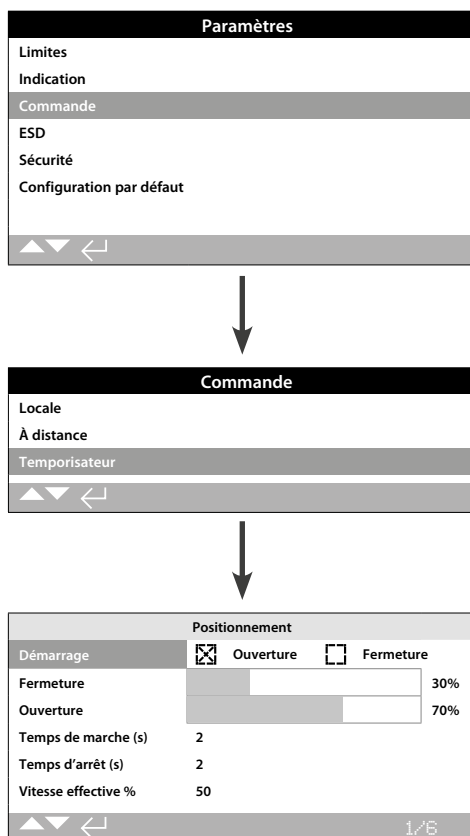 Paramètres
Limites
Indication
Commande
ESD
Sécurité
Configuration par défaut
Commande
Locale
À distance
Temporisateur
Positionnement
Démarrage Ouverture Fermeture
Fermeture 30%
Ouverture 70%
Temps de marche (s) 2
Temps d'arrêt (s) 2
Vitesse effective % 50
1/6